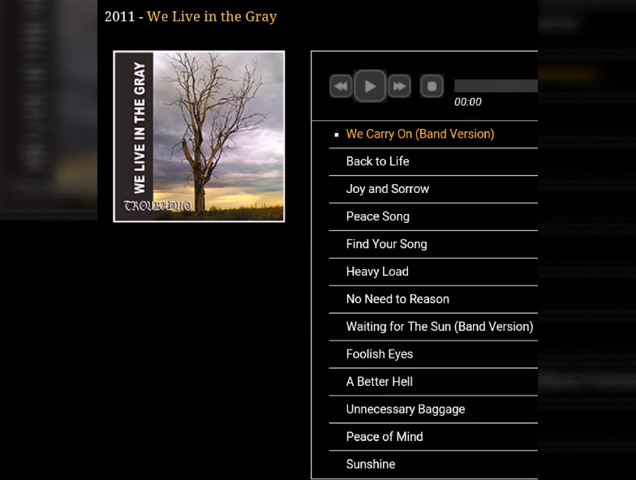 2011 - We Live in the Gray
WE LIVE IN THE GRAY
00:00
We Carry On (Band Version)
Back to Life
Joy and Sorrow
Peace Song
Find Your Song
Heavy Load
No Need to Reason
Waiting for The Sun (Band Version)
Foolish Eyes
A Better Hell
Unnecessary Baggage
Peace of Mind
Sunshine